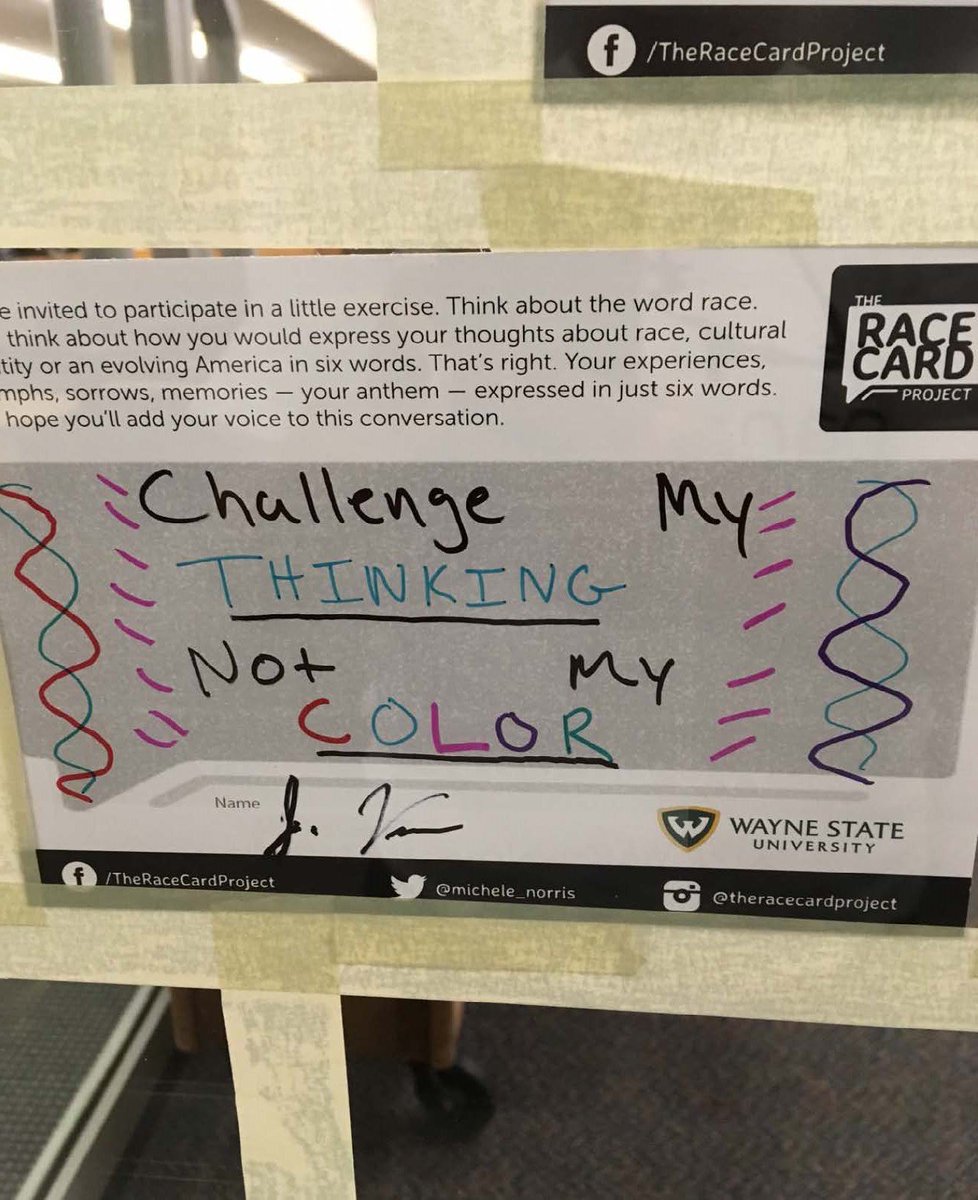 /TheRaceCardProject
e invited to participate in a little exercise. Think about the word race.
think about how you would express your thoughts about race, cultural
tity or an evolving America in six words. That's right. Your experiences,
mphs, sorrows, memories — your anthem — expressed in just six words.
hope you'll add your voice to this conversation.
THE
RACE
CARD
PROJECT
Challenge My
THINKING
Not My
COLOR
Name J.
WAYNE STATE
UNIVERSITY
/TheRaceCardProject @michele_norris @theracecardproject